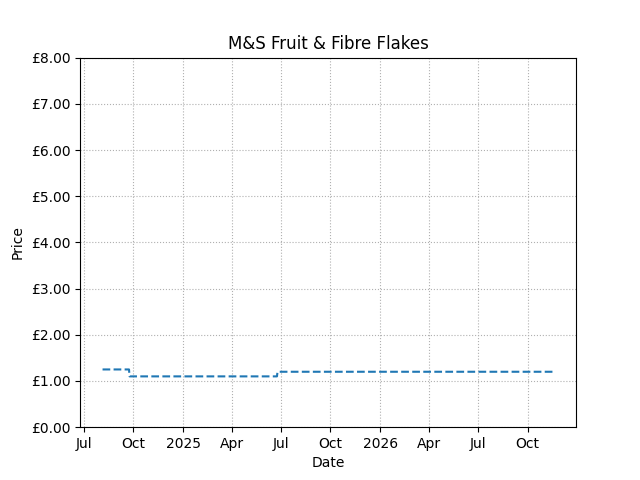 M&S Fruit & Fibre Flakes
£8.00
£7.00
£6.00
£5.00
£4.00
£3.00
£2.00
£1.00
£0.00
Price
Jul Oct 2025 Apr Jul Oct 2026 Apr Jul Oct
Date